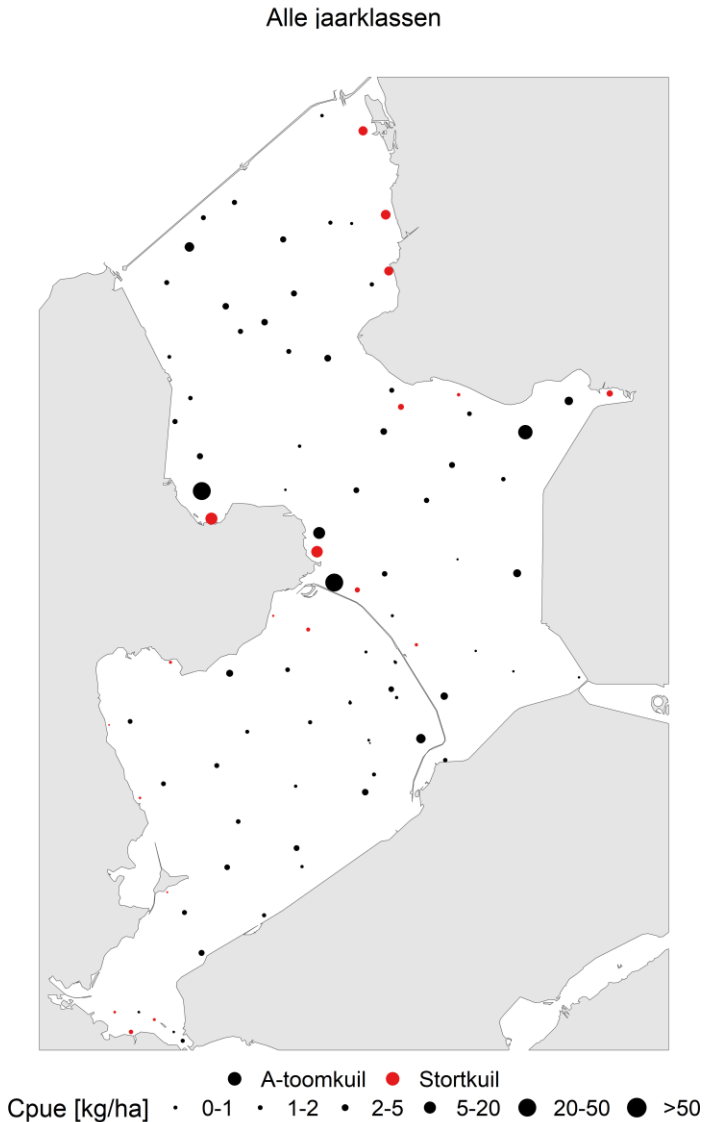 Alle jaarklassen
A-toomkuil Stortkuil
Cpue [kg/ha] 0-1 1-2 2-5 5-20 20-50 >50